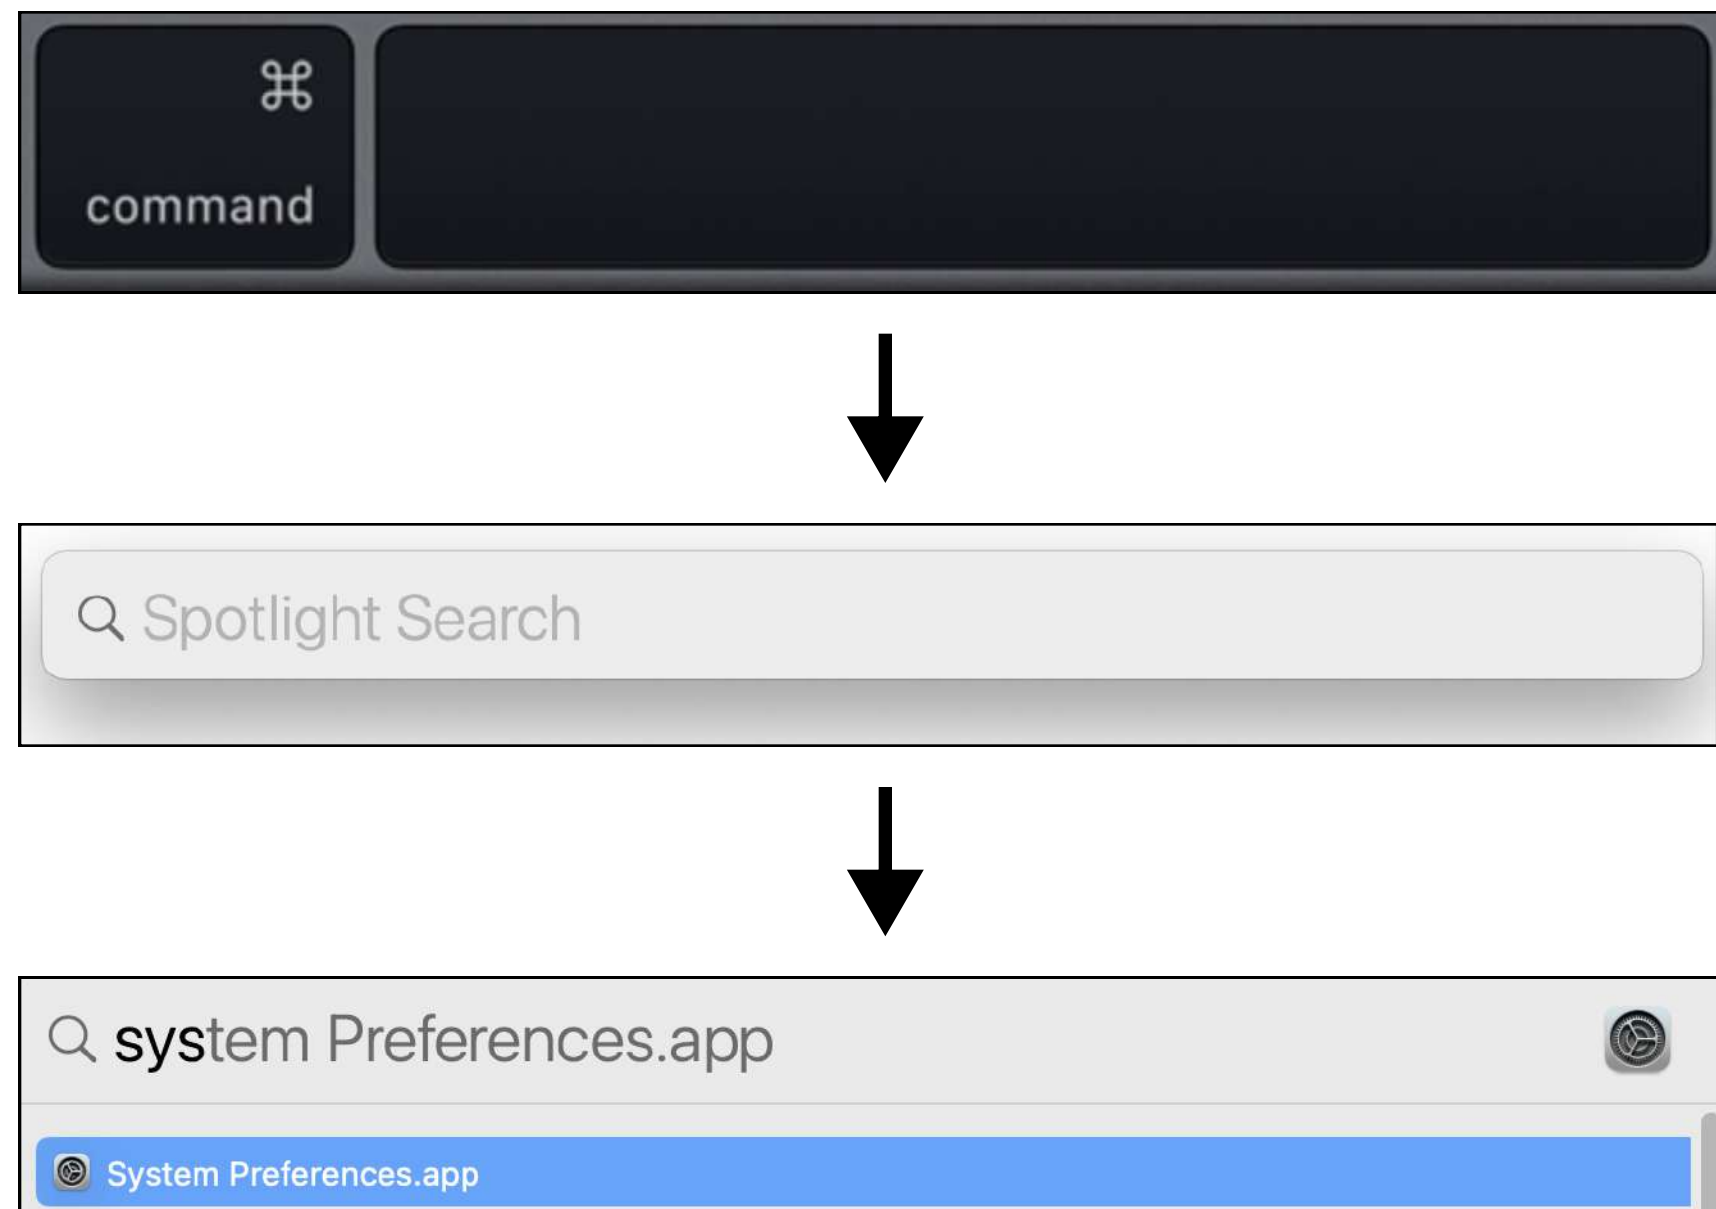 ⌘
command
Spotlight Search
system Preferences.app
System Preferences.app